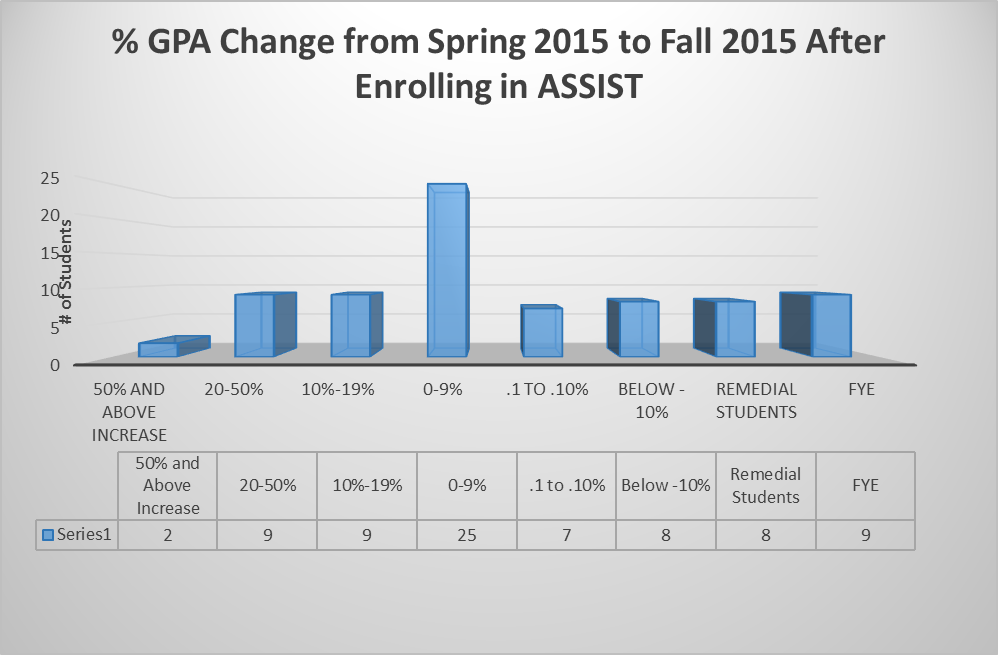 % GPA Change from Spring 2015 to Fall 2015 After
Enrolling in ASSIST
# of Students
25
20
15
10
5
0
50% AND ABOVE INCREASE
20-50%
10%-19%
0-9%
.1 TO .10%
BELOW - 10%
REMEDIAL STUDENTS
FYE
50% and Above Increase 20-50% 10%-19% 0-9% .1 to .10% Below -10% Remedial Students FYE
Series1 2 9 9 25 7 8 8 9